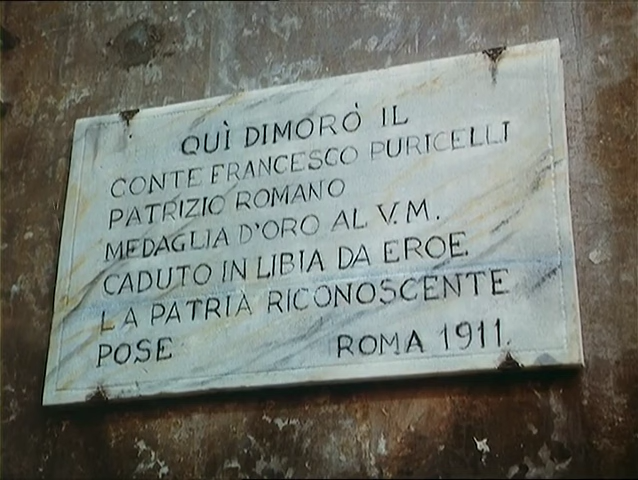 QUÌ DIMORÒ IL
CONTE FRANCESCO PURICELLI
PATRIZIO ROMANO
MEDAGLIA D'ORO AL V.M.
CADUTO IN LIBIA DA EROE
LA PATRIA RICONOSCENTE
POSE ROMA 1911.